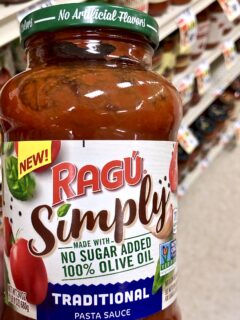 No Artificial Flavors!
NEW!
RAGÚ
Simply
MADE WITH
NO SUGAR ADDED
100% OLIVE OIL
TRADITIONAL
PASTA SAUCE